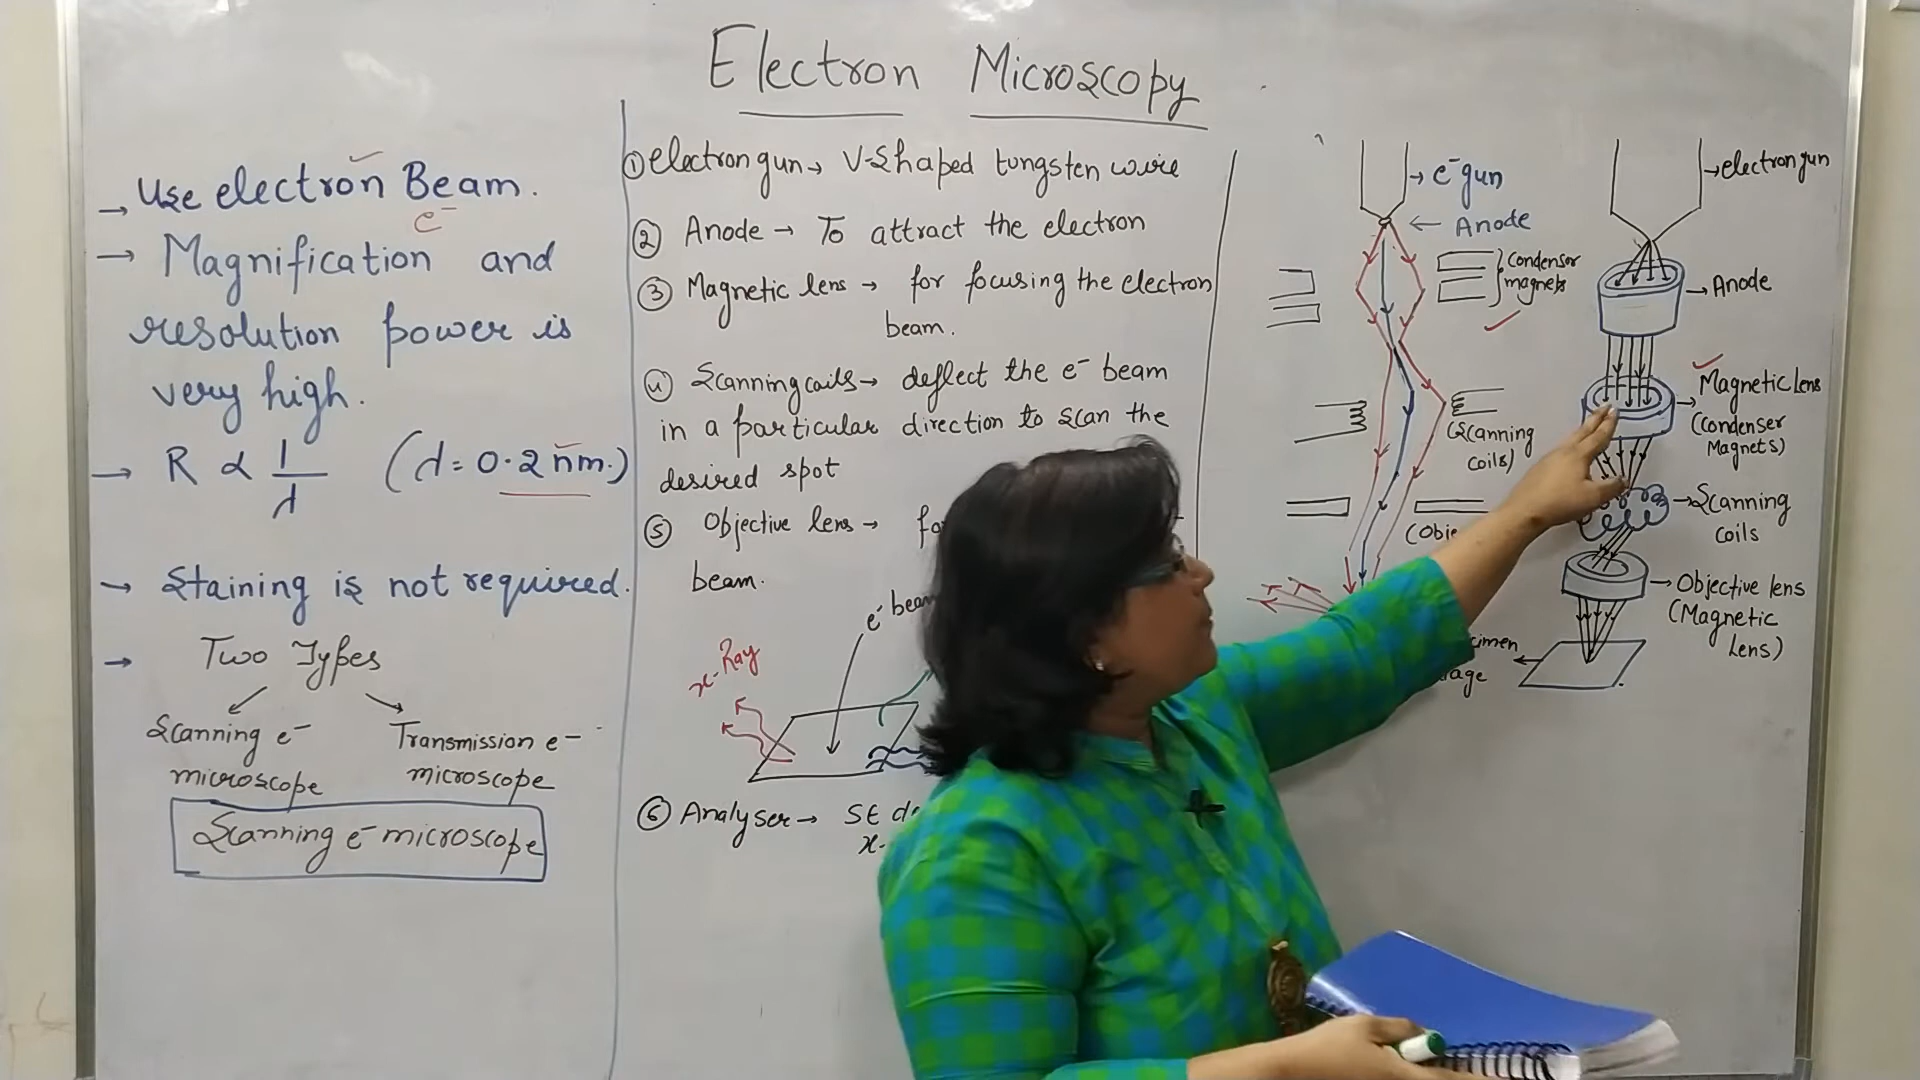 Electron Microscopy
→ Use electron Beam.
e⁻
→ Magnification and
resolution power is
very high.
→ R ∝ 1/λ (d = 0.2 nm.)
→ Staining is not required.
→ Two Types
Scanning e⁻
microscope
Transmission e⁻
microscope
Scanning e⁻ microscope
① electron gun → V-Shaped tungsten wire
② Anode → To attract the electron
③ Magnetic lens → for focusing the electron
beam.
④ Scanning coils → deflect the e⁻ beam
in a particular direction to scan the
desired spot
⑤ Objective lens →
beam.
e⁻ beam
x-Ray
⑥ Analyser → SE
x-
→ e⁻ gun
← Anode
Condensor
magnets
(Scanning
coils)
→ electron gun
→ Anode
→ Magnetic Lens
(Condenser
Magnets)
→ Scanning
coils
→ Objective lens
(Magnetic
Lens)